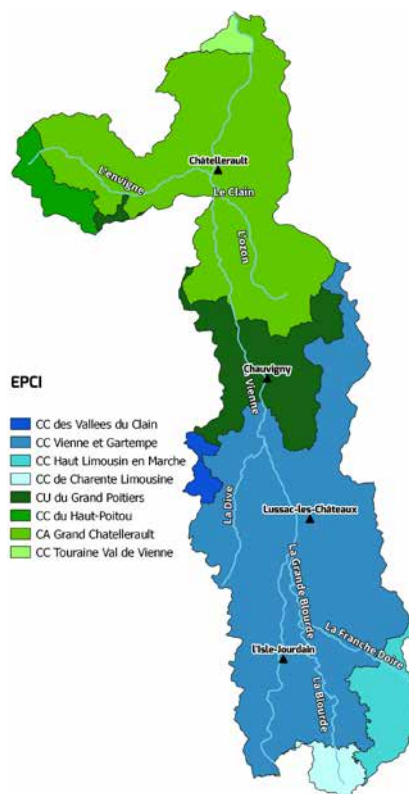 Châtellerault
L'envigne
Le Clain
L'ozon
Chauvigny
Vienne
EPCI
CC des Vallees du Clain
CC Vienne et Gartempe
CC Haut Limousin en Marche
CC de Charente Limousine
CU du Grand Poitiers
CC du Haut-Poitou
CA Grand Chatellerault
CC Touraine Val de Vienne
La Dive
Lussac-les-Châteaux
La Grande Blourde
La Franche Doire
l'Isle-Jourdain
La Blourde